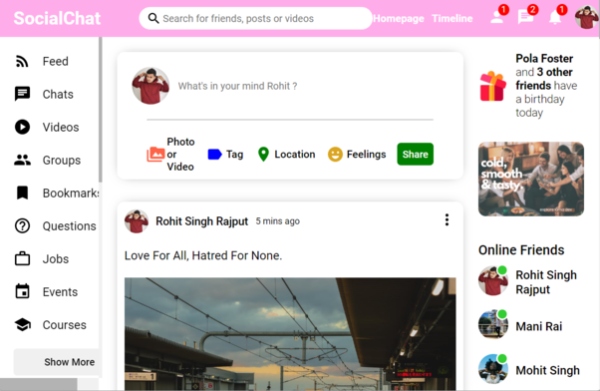 SocialChat
Search for friends, posts or videos
Homepage
Timeline
1
2
1
Feed
Chats
Videos
Groups
Bookmarks
Questions
Jobs
Events
Courses
Show More
What's in your mind Rohit ?
Photo
or
Video
Tag
Location
Feelings
Share
Rohit Singh Rajput
5 mins ago
Love For All, Hatred For None.
Pola Foster
and 3 other
friends have
a birthday
today
cold,
smooth
& tasty.
Online Friends
Rohit Singh
Rajput
Mani Rai
Mohit Singh